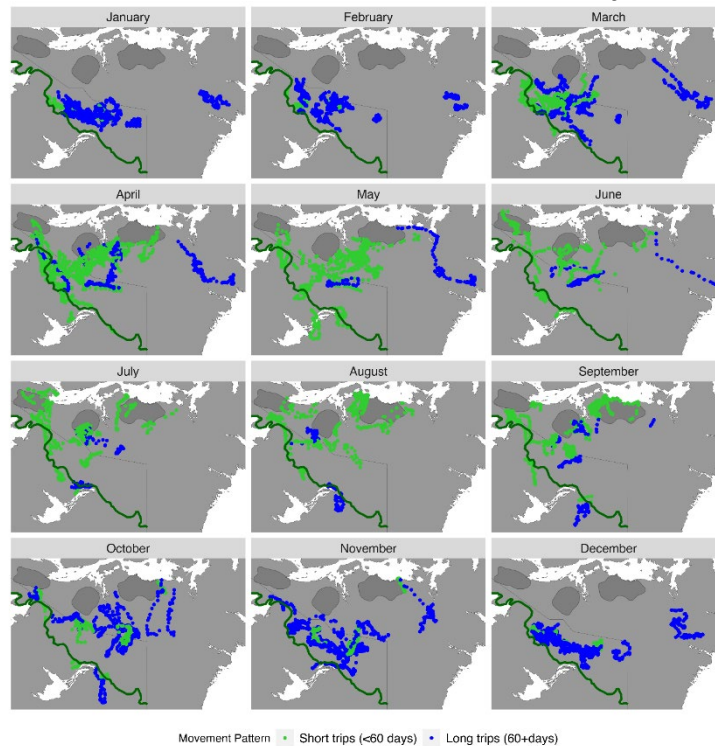 January
February
March
April
May
June
July
August
September
October
November
December
Movement Pattern Short trips (<60 days) Long trips (60+days)